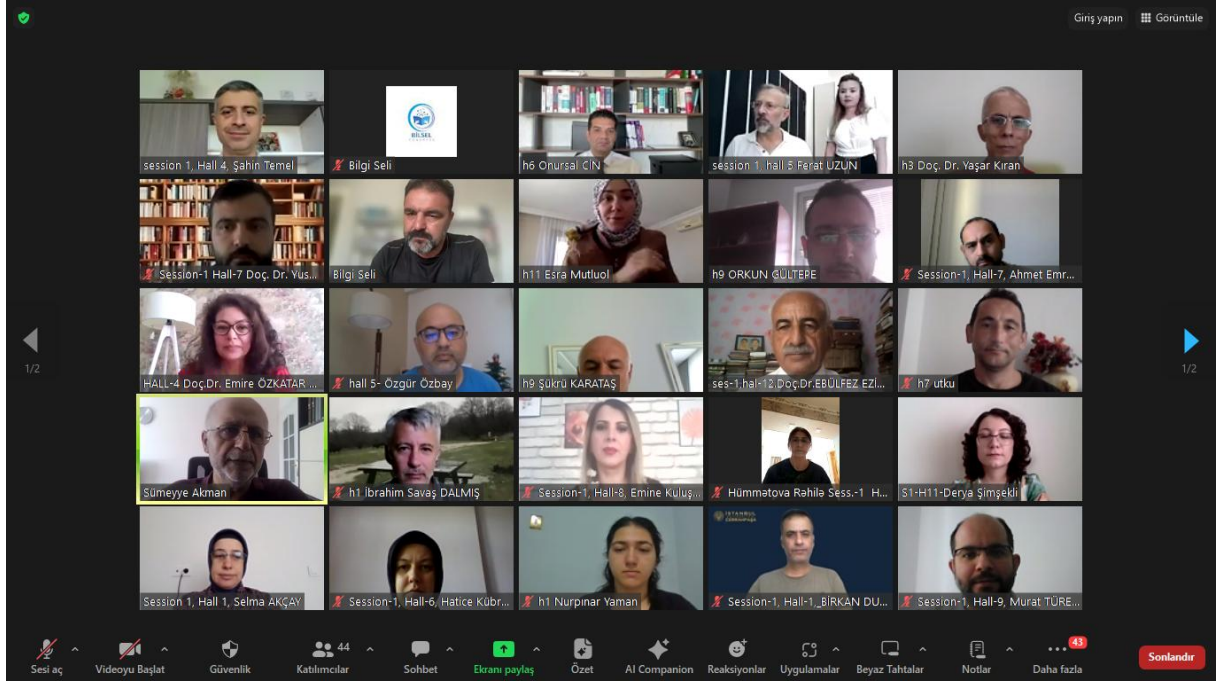 Giriş yapın Görüntüle
session 1, Hall 4, Şahin Temel
BİLSEL
Bilgi Seli
h6 Onursal CİN
session 1, hall 5 Ferat UZUN
h3 Doç. Dr. Yaşar Kıran
Session-1 Hall-7 Doç. Dr. Yus...
Bilgi Seli
h11 Esra Mutluol
h9 ORKUN GÜLTEPE
Session-1, Hall-7, Ahmet Emr...
1/2
HALL-4 Doç.Dr. Emire ÖZKATAR ...
hall 5- Özgür Özbay
h9 Şükrü KARATAŞ
ses-1,hal-12.Doç.Dr.EBÜLFEZ EZİ...
h7 utku
1/2
Sümeyye Akman
h1 İbrahim Savaş DALMIŞ
Session-1, Hall-8, Emine Kuluş...
Hümmətova Rəhilə Sess.-1 H...
S1-H11-Derya Şimşekli
İSTANBUL
Session 1, Hall 1, Selma AKÇAY
Session-1, Hall-6, Hatice Kübr...
h1 Nurpınar Yaman
Session-1, Hall-1,_BİRKAN DU...
Session-1, Hall-9, Murat TÜRE...
Sesi aç
Videoyu Başlat
Güvenlik
44
Katılımcılar
Sohbet
Ekranı paylaş
Özet
AI Companion
Reaksiyonlar
Uygulamalar
Beyaz Tahtalar
Notlar
43
Daha fazla
Sonlandır